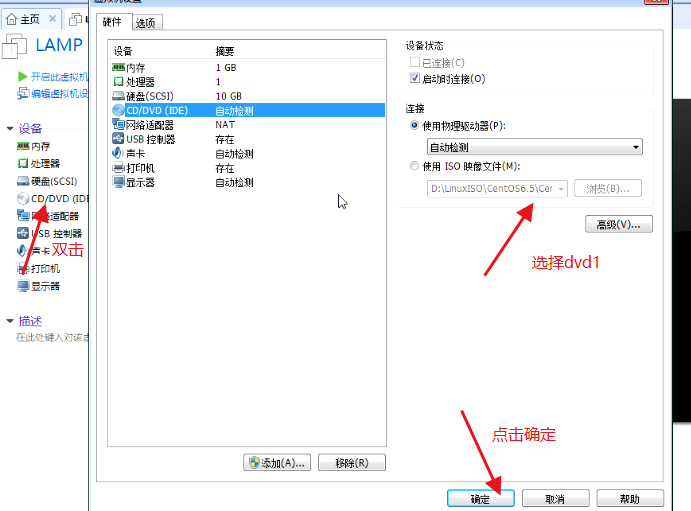 主页
硬件
选项
LAMP
开启此虚拟机
编辑虚拟机设
设备
内存
处理器
硬盘(SCSI)
CD/DVD (IDE
网络适配器
USB 控制器
声卡
打印机
显示器
双击
描述
在此处键入对该虚
设备 摘要
内存 1 GB
处理器 1
硬盘(SCSI) 10 GB
CD/DVD (IDE) 自动检测
网络适配器 NAT
USB 控制器 存在
声卡 自动检测
打印机 存在
显示器 自动检测
添加(A)...
移除(R)
设备状态
已连接(C)
启动时连接(O)
连接
使用物理驱动器(P):
自动检测
使用 ISO 映像文件(M):
D:\LinuxISO\CentOS6.5\Cer
浏览(B)...
高级(V)...
选择dvd1
点击确定
确定
取消
帮助